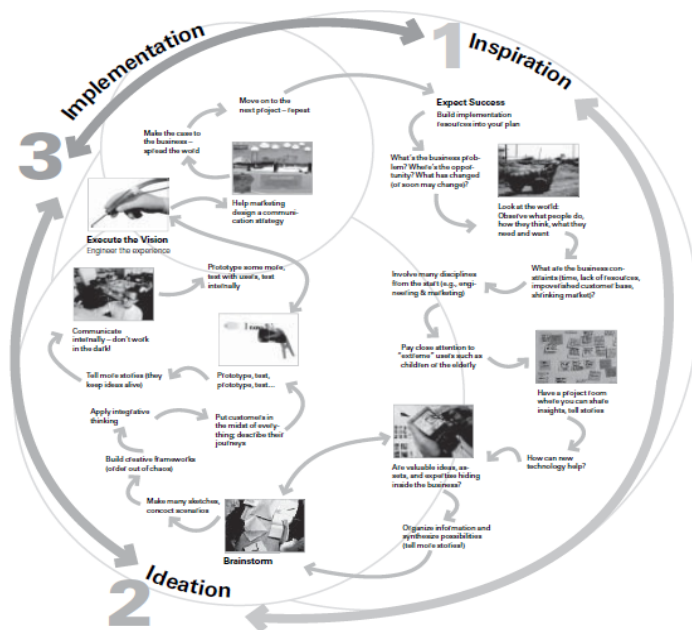 1
Inspiration
Expect Success
Build implementation
resources into your plan
What's the business prob-
lem? Where's the oppor-
tunity? What has changed
(or soon may change)?
Look at the world:
Observe what people do,
how they think, what they
need and want
What are the business con-
straints (time, lack of resources,
impoverished customer base,
shrinking market)?
Involve many disciplines
from the start (e.g., engi-
neering & marketing)
Pay close attention to
"extreme" users such as
children or the elderly
Have a project room
where you can share
insights, tell stories
How can new
technology help?
Are valuable ideas, as-
sets, and expertise hiding
inside the business?
Organize information and
synthesize possibilities
(tell more stories!)
2
Ideation
Brainstorm
Make many sketches,
concoct scenarios
Build creative frameworks
(order out of chaos)
Apply integrative
thinking
Put customers in
the midst of every-
thing; describe their
journeys
Prototype, test,
prototype, test...
Tell more stories (they
keep ideas alive)
Communicate
internally – don't work
in the dark!
Prototype some more,
test with users, test
internally
3
Implementation
Execute the Vision
Engineer the experience
Help marketing
design a communi-
cation strategy
Make the case to
the business –
spread the word
Move on to the
next project – repeat